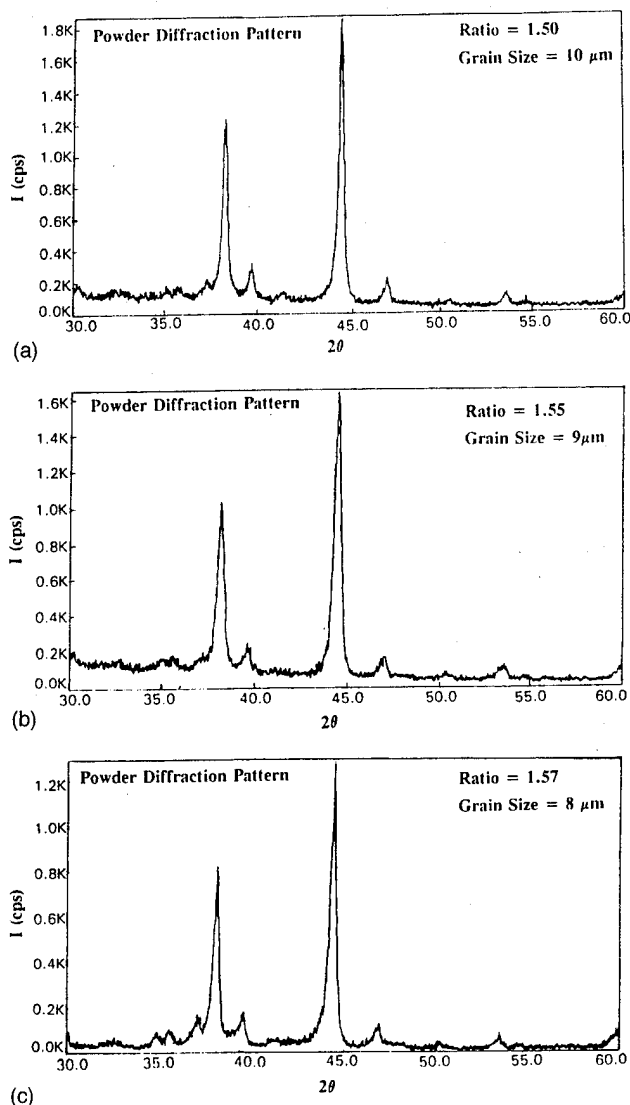 Powder Diffraction Pattern
Ratio = 1.50
Grain Size = 10 μm
I (cps)
1.8K
1.6K
1.4K
1.2K
1.0K
0.8K
0.6K
0.4K
0.2K
0.0K
30.0 35.0 40.0 45.0 50.0 55.0 60.0
2θ
(a)
Powder Diffraction Pattern
Ratio = 1.55
Grain Size = 9μm
I (cps)
1.6K
1.4K
1.2K
1.0K
0.8K
0.6K
0.4K
0.2K
0.0K
30.0 35.0 40.0 45.0 50.0 55.0 60.0
2θ
(b)
Powder Diffraction Pattern
Ratio = 1.57
Grain Size = 8 μm
I (cps)
1.2K
1.0K
0.8K
0.6K
0.4K
0.2K
0.0K
30.0 35.0 40.0 45.0 50.0 55.0 60.0
2θ
(c)